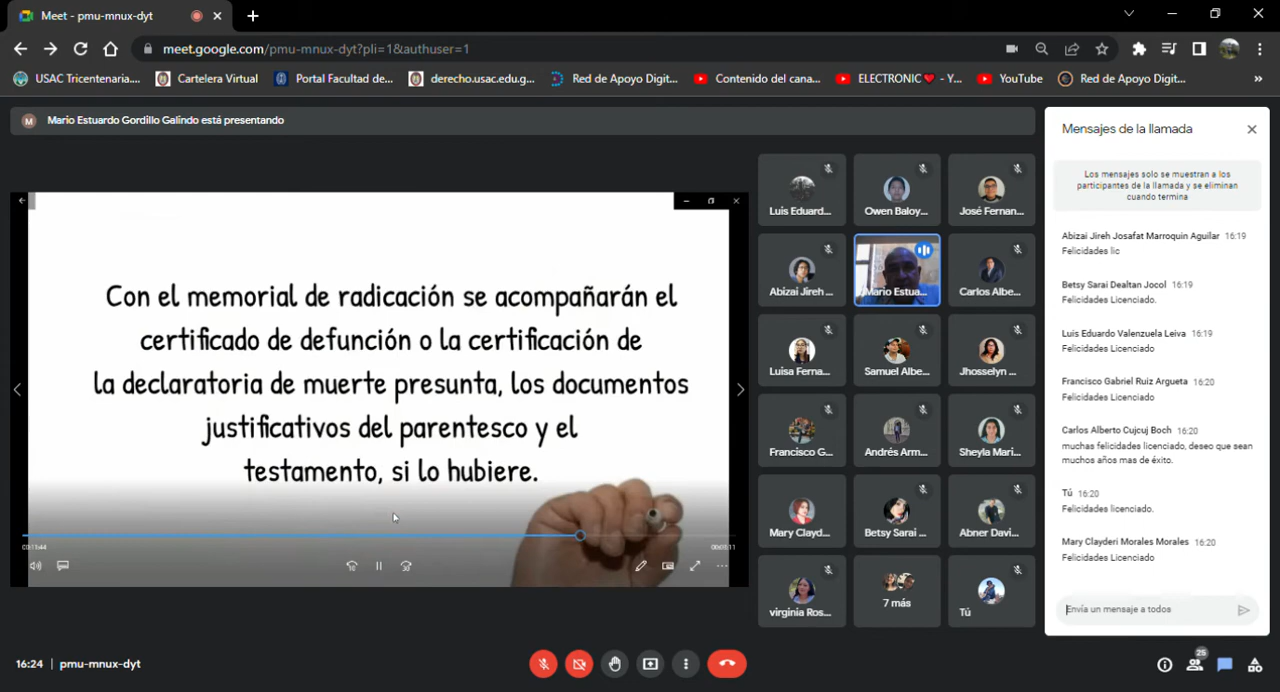 Meet - pmu-mnux-dyt
meet.google.com/pmu-mnux-dyt?pli=1&authuser=1
USAC Tricentenaria....
Cartelera Virtual
Portal Facultad de...
derecho.usac.edu.g...
Red de Apoyo Digit...
Contenido del cana...
ELECTRONIC❤ - Y...
YouTube
Red de Apoyo Digit...
»
M
Mario Estuardo Gordillo Galindo está presentando
Con el memorial de radicación se acompañarán el
certificado de defunción o la certificación de
la declaratoria de muerte presunta, los documentos
justificativos del parentesco y el
testamento, si lo hubiere.
10
30
Luis Eduard...
Owen Baloy...
José Fernan...
Abizai Jireh ...
Mario Estua...
Carlos Albe...
Luisa Ferna...
Samuel Albe...
Jhosselyn ...
Francisco G...
Andrés Arm...
Sheyla Mari...
Mary Claydi...
Betsy Sarai ...
Abner Davi...
virginia Ros...
7 más
Tú
Mensajes de la llamada
Los mensajes solo se muestran a los
participantes de la llamada y se eliminan
cuando termina
Abizai Jireh Josafat Marroquin Aguilar 16:19
Felicidades lic
Betsy Sarai Dealtan Jocol 16:19
Felicidades Licenciado.
Luis Eduardo Valenzuela Leiva 16:19
Felicidades Licenciado
Francisco Gabriel Ruiz Argueta 16:20
Felicidades Licenciado
Carlos Alberto Cujcuj Boch 16:20
muchas felicidades licenciado, deseo que sean
muchos años mas de éxito.
Tú 16:20
Felicidades licenciado.
Mary Clayderi Morales Morales 16:20
Felicidades Licenciado
Envía un mensaje a todos
16:24 | pmu-mnux-dyt
25